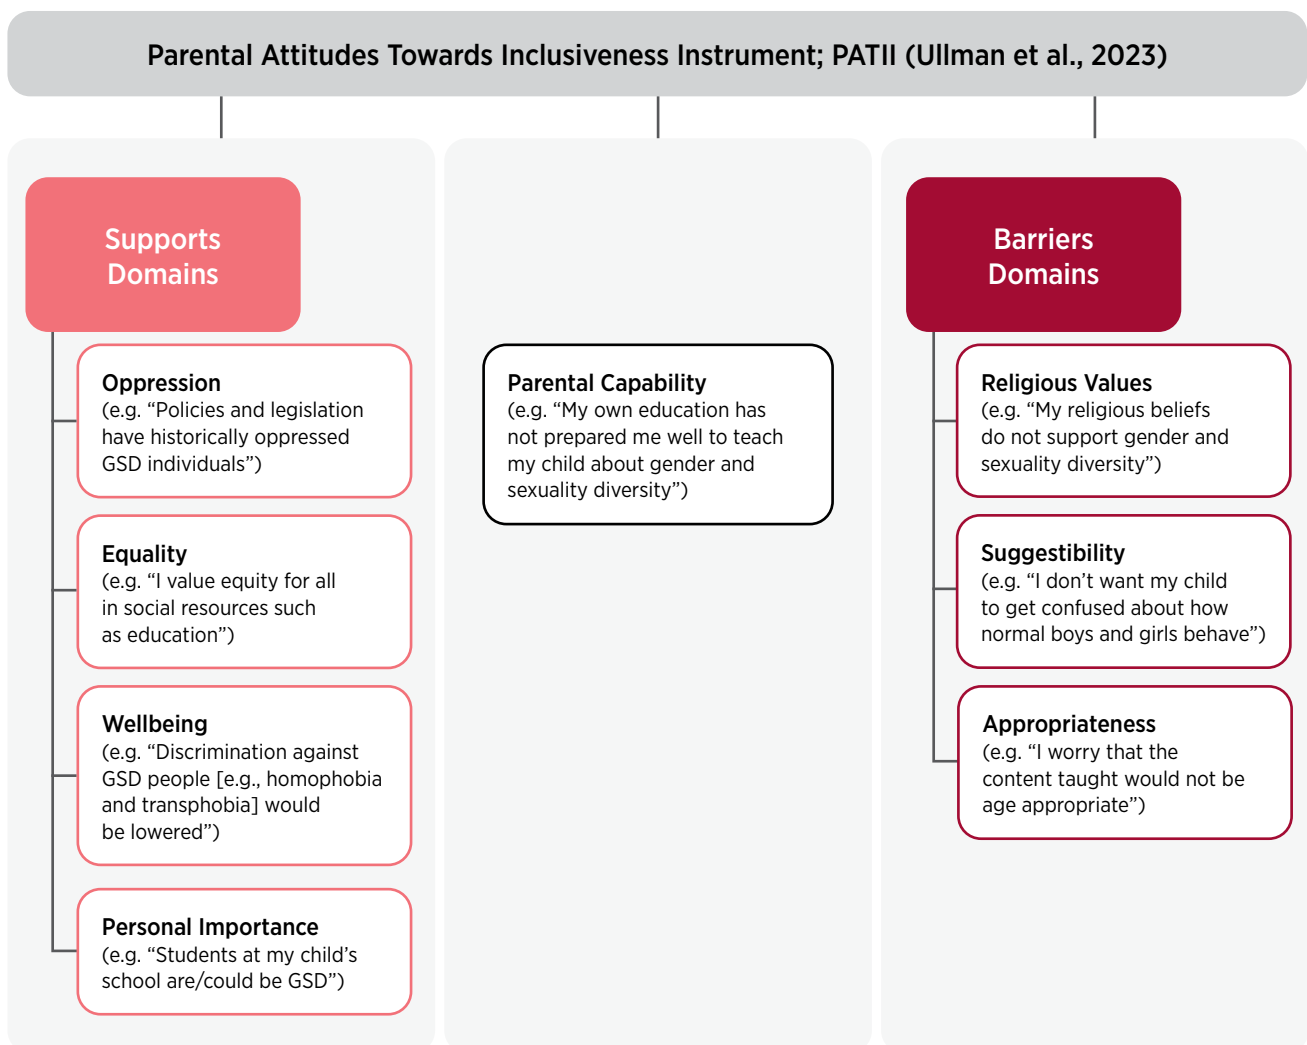 Parental Attitudes Towards Inclusiveness Instrument; PATII (Ullman et al., 2023)
Supports
Domains
Oppression
(e.g. “Policies and legislation
have historically oppressed
GSD individuals”)
Equality
(e.g. “I value equity for all
in social resources such
as education”)
Wellbeing
(e.g. “Discrimination against
GSD people [e.g., homophobia
and transphobia] would
be lowered”)
Personal Importance
(e.g. “Students at my child’s
school are/could be GSD”)
Parental Capability
(e.g. “My own education has
not prepared me well to teach
my child about gender and
sexuality diversity”)
Barriers
Domains
Religious Values
(e.g. “My religious beliefs
do not support gender and
sexuality diversity”)
Suggestibility
(e.g. “I don’t want my child
to get confused about how
normal boys and girls behave”)
Appropriateness
(e.g. “I worry that the
content taught would not be
age appropriate”)